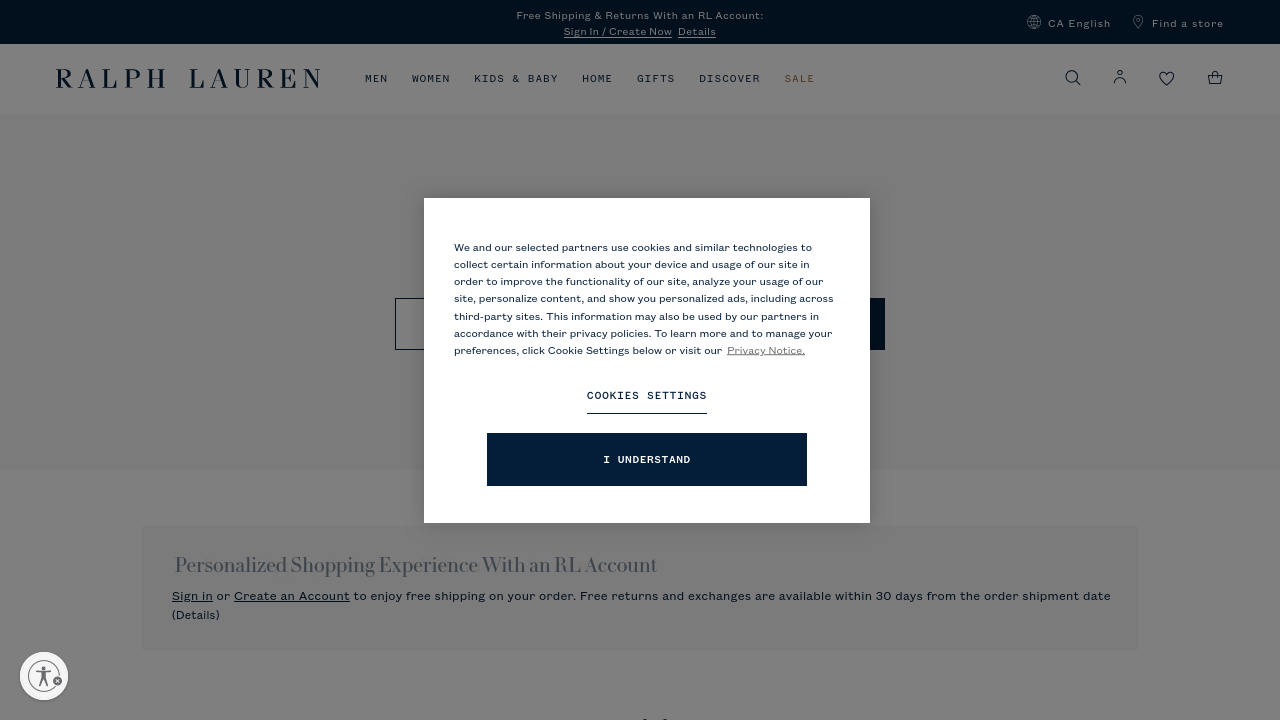 Free Shipping & Returns With an RL Account:
Sign In / Create Now Details
CA English
Find a store
RALPH LAUREN
MEN
WOMEN
KIDS & BABY
HOME
GIFTS
DISCOVER
SALE
We and our selected partners use cookies and similar technologies to
collect certain information about your device and usage of our site in
order to improve the functionality of our site, analyze your usage of our
site, personalize content, and show you personalized ads, including across
third-party sites. This information may also be used by our partners in
accordance with their privacy policies. To learn more and to manage your
preferences, click Cookie Settings below or visit our Privacy Notice.
COOKIES SETTINGS
I UNDERSTAND
Personalized Shopping Experience With an RL Account
Sign in or Create an Account to enjoy free shipping on your order. Free returns and exchanges are available within 30 days from the order shipment date
(Details)